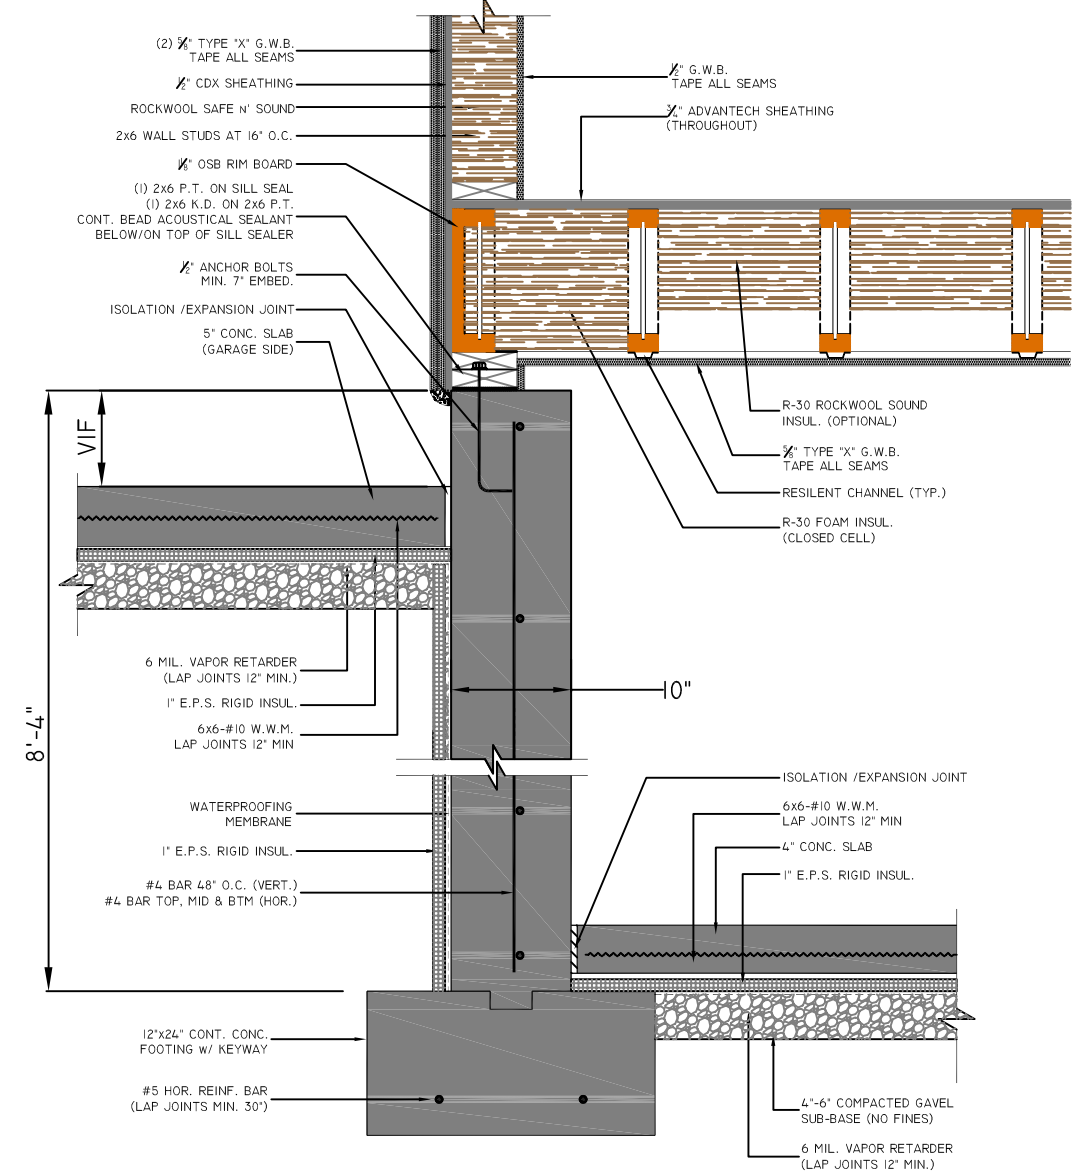 (2) 5/8" TYPE "X" G.W.B.
TAPE ALL SEAMS
1/2" CDX SHEATHING
ROCKWOOL SAFE N' SOUND
2x6 WALL STUDS AT 16" O.C.
1 1/8" OSB RIM BOARD
(1) 2x6 P.T. ON SILL SEAL
(1) 2x6 K.D. ON 2x6 P.T.
CONT. BEAD ACOUSTICAL SEALANT
BELOW/ON TOP OF SILL SEALER
1/2" ANCHOR BOLTS
MIN. 7" EMBED.
ISOLATION /EXPANSION JOINT
5" CONC. SLAB
(GARAGE SIDE)
1/2" G.W.B.
TAPE ALL SEAMS
3/4" ADVANTECH SHEATHING
(THROUGHOUT)
R-30 ROCKWOOL SOUND
INSUL. (OPTIONAL)
5/8" TYPE "X" G.W.B.
TAPE ALL SEAMS
RESILENT CHANNEL (TYP.)
R-30 FOAM INSUL.
(CLOSED CELL)
VIF
8'-4"
10"
6 MIL. VAPOR RETARDER
(LAP JOINTS 12" MIN.)
1" E.P.S. RIGID INSUL.
6x6-#10 W.W.M.
LAP JOINTS 12" MIN
WATERPROOFING
MEMBRANE
1" E.P.S. RIGID INSUL.
#4 BAR 48" O.C. (VERT.)
#4 BAR TOP, MID & BTM (HOR.)
12"x24" CONT. CONC.
FOOTING W/ KEYWAY
#5 HOR. REINF. BAR
(LAP JOINTS MIN. 30")
ISOLATION /EXPANSION JOINT
6x6-#10 W.W.M.
LAP JOINTS 12" MIN
4" CONC. SLAB
1" E.P.S. RIGID INSUL.
4"-6" COMPACTED GAVEL
SUB-BASE (NO FINES)
6 MIL. VAPOR RETARDER
(LAP JOINTS 12" MIN.)